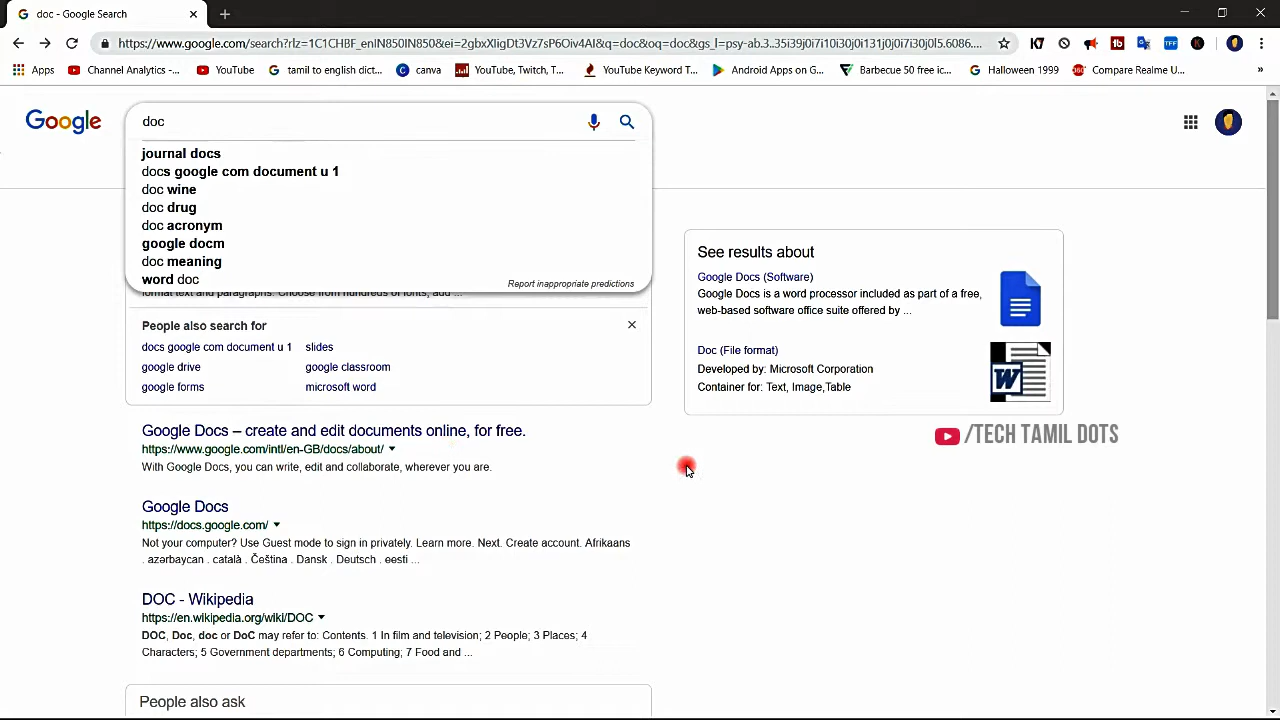 doc - Google Search
https://www.google.com/search?rlz=1C1CHBF_enIN850IN850&ei=2gbxXIigDt3Vz7sP6Oiv4AI&q=doc&oq=doc&gs_l=psy-ab.3..35i39j0i7i10i30j0i131j0j0i7i30j0l5.6086....
Apps
Channel Analytics -...
YouTube
tamil to english dict...
canva
YouTube, Twitch, T...
YouTube Keyword T...
Android Apps on G...
Barbecue 50 free ic...
Halloween 1999
Compare Realme U...
Google
doc
journal docs
docs google com document u 1
doc wine
doc drug
doc acronym
google docm
doc meaning
word doc
Report inappropriate predictions
format text and paragraphs. Choose from hundreds of fonts, add ...
People also search for
docs google com document u 1
slides
google drive
google classroom
google forms
microsoft word
See results about
Google Docs (Software)
Google Docs is a word processor included as part of a free,
web-based software office suite offered by ...
Doc (File format)
Developed by: Microsoft Corporation
Container for: Text, Image,Table
W
/TECH TAMIL DOTS
Google Docs – create and edit documents online, for free.
https://www.google.com/intl/en-GB/docs/about/
With Google Docs, you can write, edit and collaborate, wherever you are.
Google Docs
https://docs.google.com/
Not your computer? Use Guest mode to sign in privately. Learn more. Next. Create account. Afrikaans
. azərbaycan . català . Čeština . Dansk . Deutsch . eesti ...
DOC - Wikipedia
https://en.wikipedia.org/wiki/DOC
DOC, Doc, doc or DoC may refer to: Contents. 1 In film and television; 2 People; 3 Places; 4
Characters; 5 Government departments; 6 Computing; 7 Food and ...
People also ask